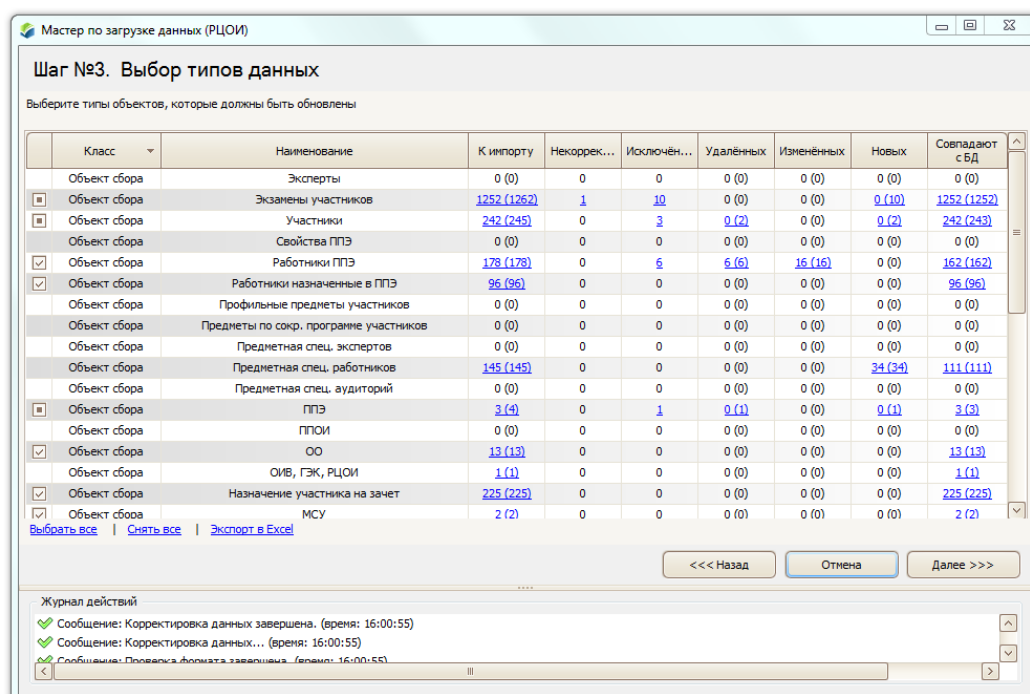 Мастер по загрузке данных (РЦОИ)
Шаг №3. Выбор типов данных
Выберите типы объектов, которые должны быть обновлены
Класс Наименование К импорту Некоррек... Исключён... Удалённых Изменённых Новых Совпадают с БД
Объект сбора Эксперты 0 (0) 0 0 0 (0) 0 (0) 0 (0) 0 (0)
Объект сбора Экзамены участников 1252 (1262) 1 10 0 (0) 0 (0) 0 (10) 1252 (1252)
Объект сбора Участники 242 (245) 0 3 0 (2) 0 (0) 0 (2) 242 (243)
Объект сбора Свойства ППЭ 0 (0) 0 0 0 (0) 0 (0) 0 (0) 0 (0)
Объект сбора Работники ППЭ 178 (178) 0 6 6 (6) 16 (16) 0 (0) 162 (162)
Объект сбора Работники назначенные в ППЭ 96 (96) 0 0 0 (0) 0 (0) 0 (0) 96 (96)
Объект сбора Профильные предметы участников 0 (0) 0 0 0 (0) 0 (0) 0 (0) 0 (0)
Объект сбора Предметы по сокр. программе участников 0 (0) 0 0 0 (0) 0 (0) 0 (0) 0 (0)
Объект сбора Предметная спец. экспертов 0 (0) 0 0 0 (0) 0 (0) 0 (0) 0 (0)
Объект сбора Предметная спец. работников 145 (145) 0 0 0 (0) 0 (0) 34 (34) 111 (111)
Объект сбора Предметная спец. аудиторий 0 (0) 0 0 0 (0) 0 (0) 0 (0) 0 (0)
Объект сбора ППЭ 3 (4) 0 1 0 (1) 0 (0) 0 (1) 3 (3)
Объект сбора ППОИ 0 (0) 0 0 0 (0) 0 (0) 0 (0) 0 (0)
Объект сбора ОО 13 (13) 0 0 0 (0) 0 (0) 0 (0) 13 (13)
Объект сбора ОИВ, ГЭК, РЦОИ 1 (1) 0 0 0 (0) 0 (0) 0 (0) 1 (1)
Объект сбора Назначение участника на зачет 225 (225) 0 0 0 (0) 0 (0) 0 (0) 225 (225)
Объект сбора МСУ 2 (2) 0 0 0 (0) 0 (0) 0 (0) 2 (2)
Выбрать все | Снять все | Экспорт в Excel
<<< Назад Отмена Далее >>>
Журнал действий
Сообщение: Корректировка данных завершена. (время: 16:00:55)
Сообщение: Корректировка данных... (время: 16:00:55)
Сообщение: Проверка формата завершена. (время: 16:00:55)